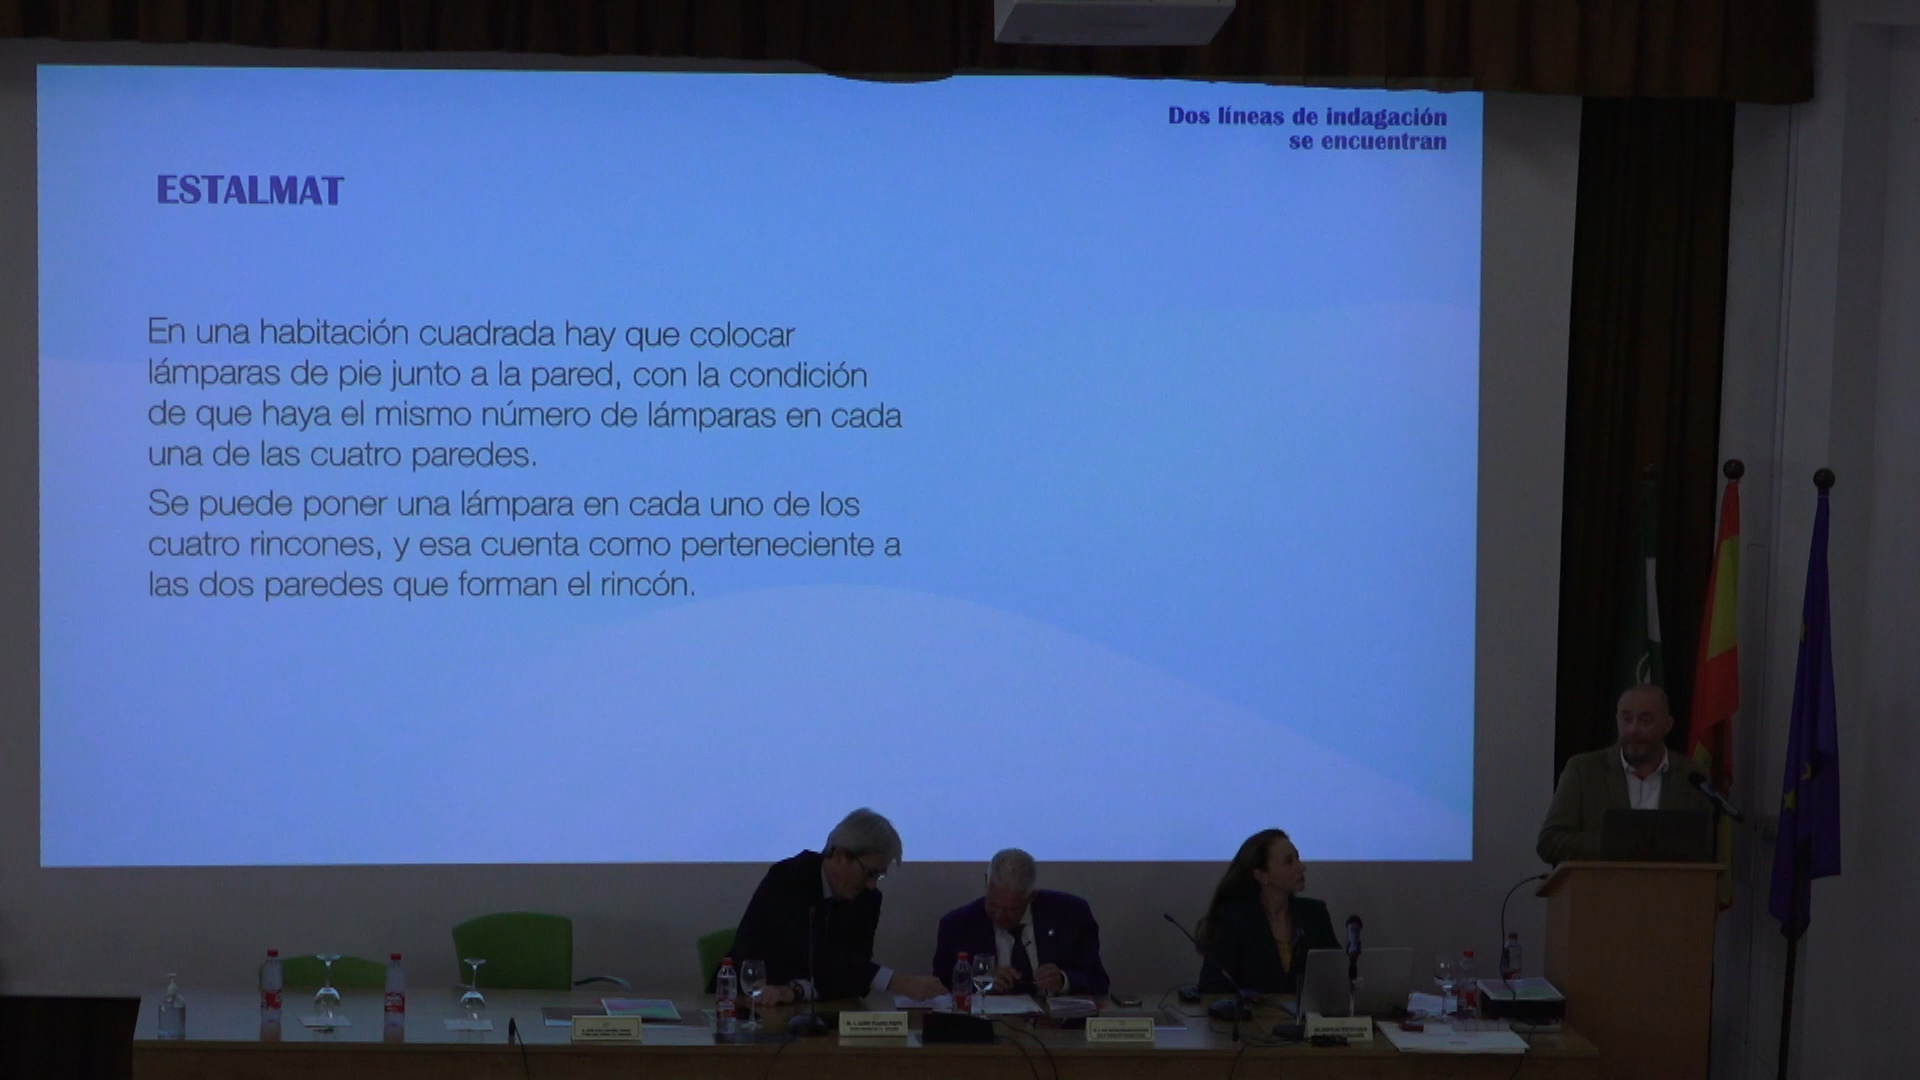 Dos líneas de indagación
se encuentran
ESTALMAT
En una habitación cuadrada hay que colocar
lámparas de pie junto a la pared, con la condición
de que haya el mismo número de lámparas en cada
una de las cuatro paredes.
Se puede poner una lámpara en cada uno de los
cuatro rincones, y esa cuenta como perteneciente a
las dos paredes que forman el rincón.